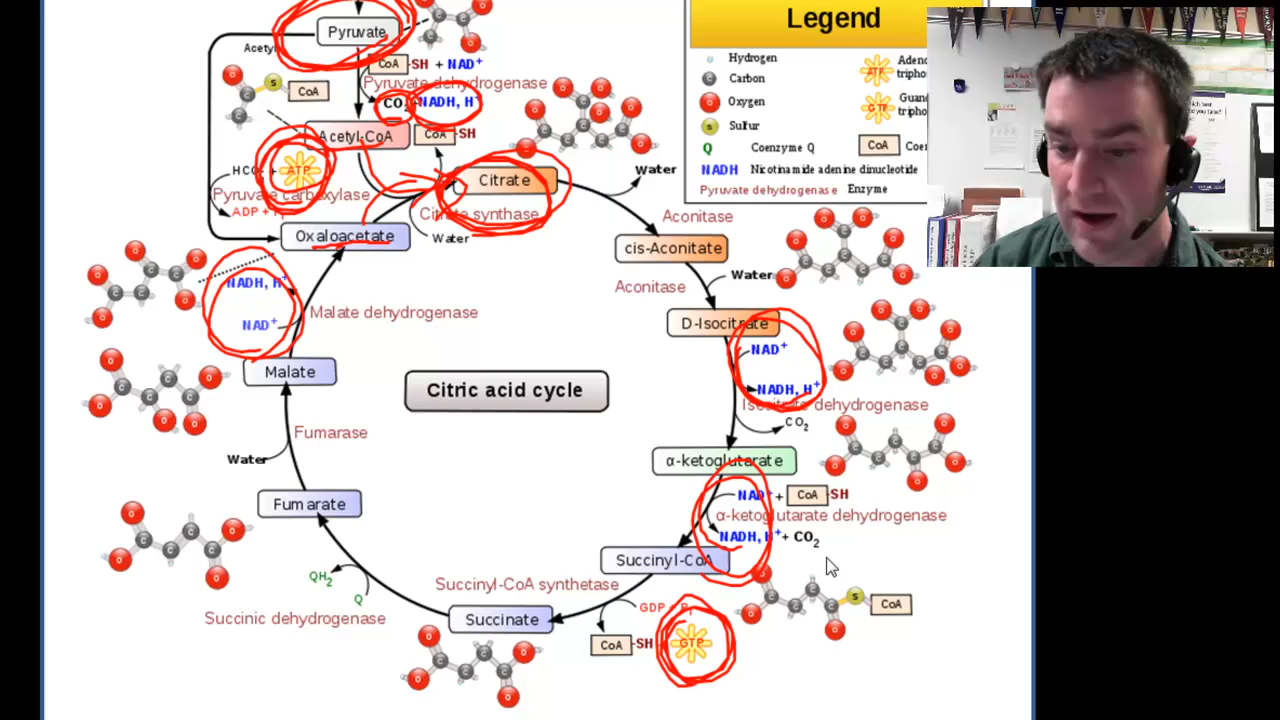 Pyruvate
Legend
Acetyl
CoA-SH + NAD⁺
Pyruvate dehydrogenase
Hydrogen
Carbon
ATP
Oxygen
GTP
Sulfur
Q Coenzyme Q
CoA
NADH Nicotinamide adenine dinucleotide
Pyruvate dehydrogenase Enzyme
S CoA
CO₂ NADH, H⁺
Acetyl-CoA
CoA-SH
HCO + ATP
Pyruvate carboxylase
ADP + Pᵢ
Citrate
Water
Citrate synthase
Oxaloacetate
Water
Aconitase
cis-Aconitate
Water
Aconitase
NADH, H⁺
NAD⁺
Malate dehydrogenase
D-Isocitrate
NAD⁺
NADH, H⁺
Isocitrate dehydrogenase
CO₂
Malate
Citric acid cycle
Fumarase
Water
α-ketoglutarate
NAD⁺ + CoA-SH
α-ketoglutarate dehydrogenase
NADH, H⁺ + CO₂
Fumarate
Succinyl-CoA
Succinyl-CoA synthetase
QH₂
Q
Succinic dehydrogenase
GDP + Pᵢ
Succinate
CoA-SH GTP
S CoA